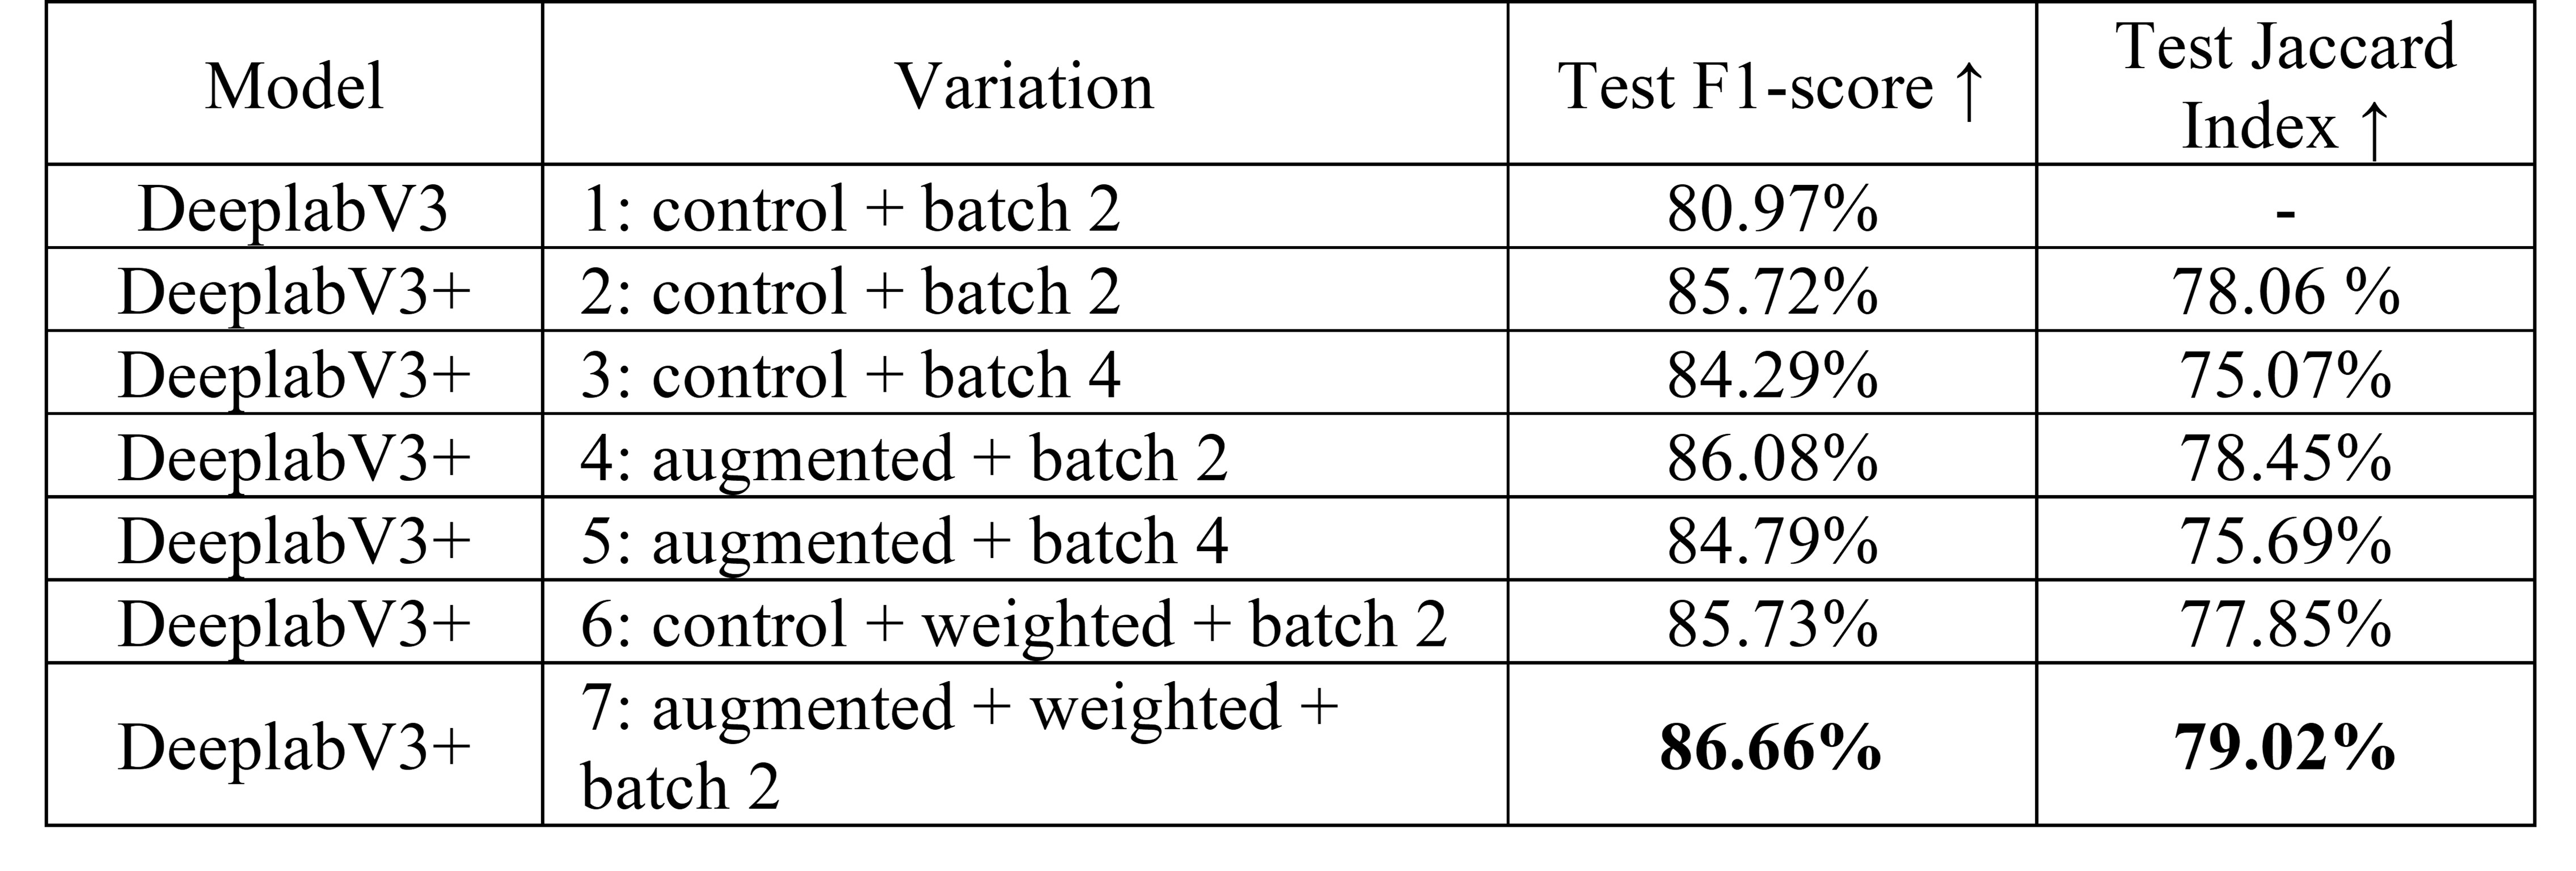 Model Variation Test F1-score ↑ Test Jaccard
Index ↑
DeeplabV3 1: control + batch 2 80.97% -
DeeplabV3+ 2: control + batch 2 85.72% 78.06 %
DeeplabV3+ 3: control + batch 4 84.29% 75.07%
DeeplabV3+ 4: augmented + batch 2 86.08% 78.45%
DeeplabV3+ 5: augmented + batch 4 84.79% 75.69%
DeeplabV3+ 6: control + weighted + batch 2 85.73% 77.85%
DeeplabV3+ 7: augmented + weighted +
batch 2 86.66% 79.02%